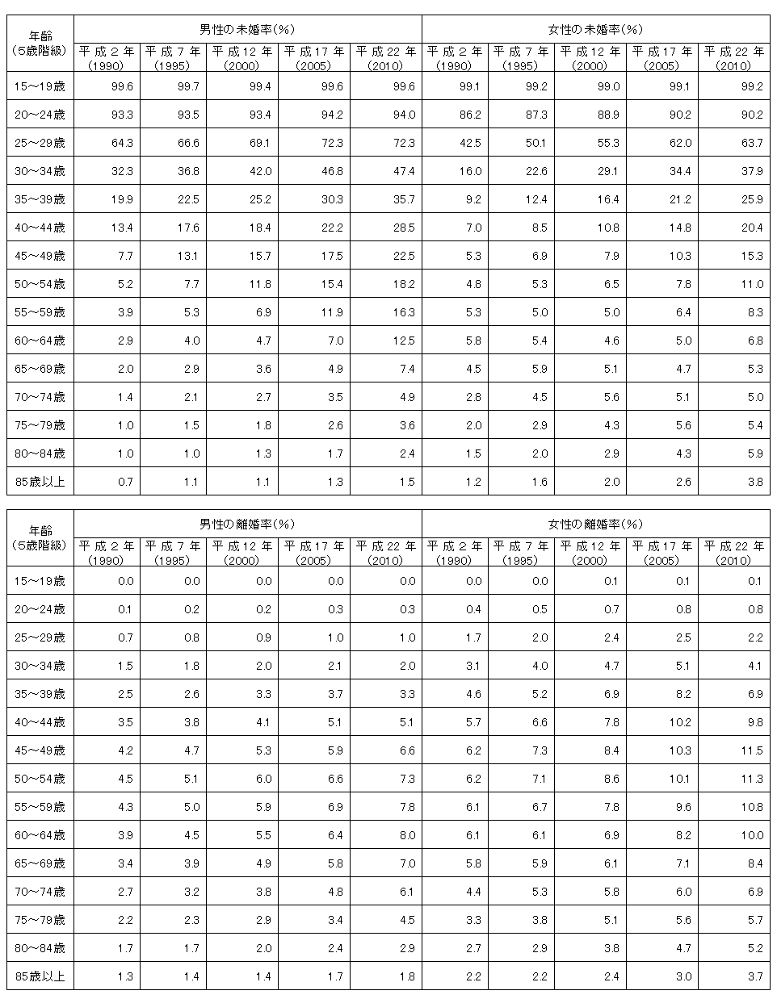 年齢
（5歳階級）
男性の未婚率（％）
女性の未婚率（％）
平成2年
（1990）
平成7年
（1995）
平成12年
（2000）
平成17年
（2005）
平成22年
（2010）
平成2年
（1990）
平成7年
（1995）
平成12年
（2000）
平成17年
（2005）
平成22年
（2010）
15～19歳 99.6 99.7 99.4 99.6 99.6 99.1 99.2 99.0 99.1 99.2
20～24歳 93.3 93.5 93.4 94.2 94.0 86.2 87.3 88.9 90.2 90.2
25～29歳 64.3 66.6 69.1 72.3 72.3 42.5 50.1 55.3 62.0 63.7
30～34歳 32.3 36.8 42.0 46.8 47.4 16.0 22.6 29.1 34.4 37.9
35～39歳 19.9 22.5 25.2 30.3 35.7 9.2 12.4 16.4 21.2 25.9
40～44歳 13.4 17.6 18.4 22.2 28.5 7.0 8.5 10.8 14.8 20.4
45～49歳 7.7 13.1 15.7 17.5 22.5 5.3 6.9 7.9 10.3 15.3
50～54歳 5.2 7.7 11.8 15.4 18.2 4.8 5.3 6.5 7.8 11.0
55～59歳 3.9 5.3 6.9 11.9 16.3 5.3 5.0 5.0 6.4 8.3
60～64歳 2.9 4.0 4.7 7.0 12.5 5.8 5.4 4.6 5.0 6.8
65～69歳 2.0 2.9 3.6 4.9 7.4 4.5 5.9 5.1 4.7 5.3
70～74歳 1.4 2.1 2.7 3.5 4.9 2.8 4.5 5.6 5.1 5.0
75～79歳 1.0 1.5 1.8 2.6 3.6 2.0 2.9 4.3 5.6 5.4
80～84歳 1.0 1.0 1.3 1.7 2.4 1.5 2.0 2.9 4.3 5.9
85歳以上 0.7 1.1 1.1 1.3 1.5 1.2 1.6 2.0 2.6 3.8
年齢
（5歳階級）
男性の離婚率（％）
女性の離婚率（％）
平成2年
（1990）
平成7年
（1995）
平成12年
（2000）
平成17年
（2005）
平成22年
（2010）
平成2年
（1990）
平成7年
（1995）
平成12年
（2000）
平成17年
（2005）
平成22年
（2010）
15～19歳 0.0 0.0 0.0 0.0 0.0 0.0 0.0 0.1 0.1 0.1
20～24歳 0.1 0.2 0.2 0.3 0.3 0.4 0.5 0.7 0.8 0.8
25～29歳 0.7 0.8 0.9 1.0 1.0 1.7 2.0 2.4 2.5 2.2
30～34歳 1.5 1.8 2.0 2.1 2.0 3.1 4.0 4.7 5.1 4.1
35～39歳 2.5 2.6 3.3 3.7 3.3 4.6 5.2 6.9 8.2 6.9
40～44歳 3.5 3.8 4.1 5.1 5.1 5.7 6.6 7.8 10.2 9.8
45～49歳 4.2 4.7 5.3 5.9 6.6 6.2 7.3 8.4 10.3 11.5
50～54歳 4.5 5.1 6.0 6.6 7.3 6.2 7.1 8.6 10.1 11.3
55～59歳 4.3 5.0 5.9 6.9 7.8 6.1 6.7 7.8 9.6 10.8
60～64歳 3.9 4.5 5.5 6.4 8.0 6.1 6.1 6.9 8.2 10.0
65～69歳 3.4 3.9 4.9 5.8 7.0 5.8 5.9 6.1 7.1 8.4
70～74歳 2.7 3.2 3.8 4.8 6.1 4.4 5.3 5.8 6.0 6.9
75～79歳 2.2 2.3 2.9 3.4 4.5 3.3 3.8 5.1 5.6 5.7
80～84歳 1.7 1.7 2.0 2.4 2.9 2.7 2.9 3.8 4.7 5.2
85歳以上 1.3 1.4 1.4 1.7 1.8 2.2 2.2 2.4 3.0 3.7